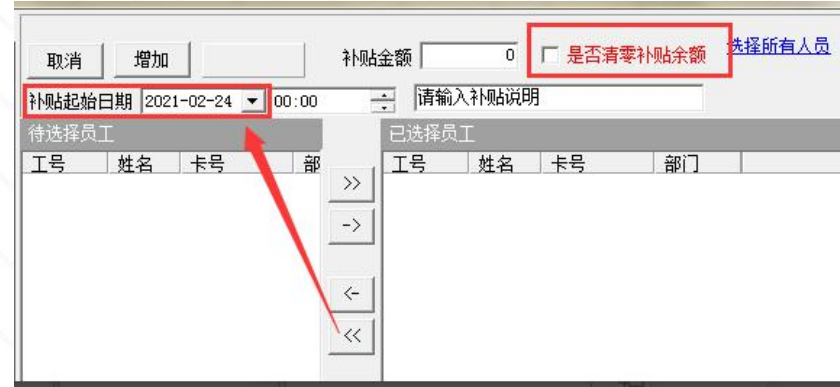 取消 增加 补贴金额 0 是否清零补贴余额 选择所有人员
补贴起始日期 2021-02-24 00:00 请输入补贴说明
待选择员工 已选择员工
工号 姓名 卡号 部 工号 姓名 卡号 部门
>>
->
<-
<<